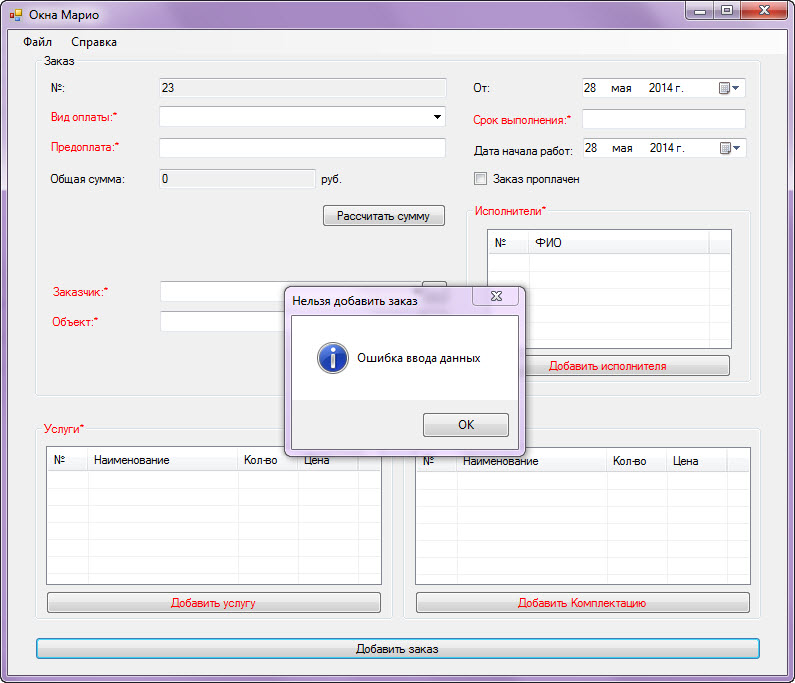 Окна Марио
Файл Справка
Заказ
№: 23
От: 28 мая 2014 г.
Вид оплаты:*
Срок выполнения:*
Предоплата:*
Дата начала работ: 28 мая 2014 г.
Общая сумма: 0 руб.
Заказ проплачен
Рассчитать сумму
Исполнители*
№ ФИО
Заказчик:*
Объект:*
Добавить исполнителя
Нельзя добавить заказ
Ошибка ввода данных
OK
Услуги*
№ Наименование Кол-во Цена
№ Наименование Кол-во Цена
Добавить услугу
Добавить Комплектацию
Добавить заказ